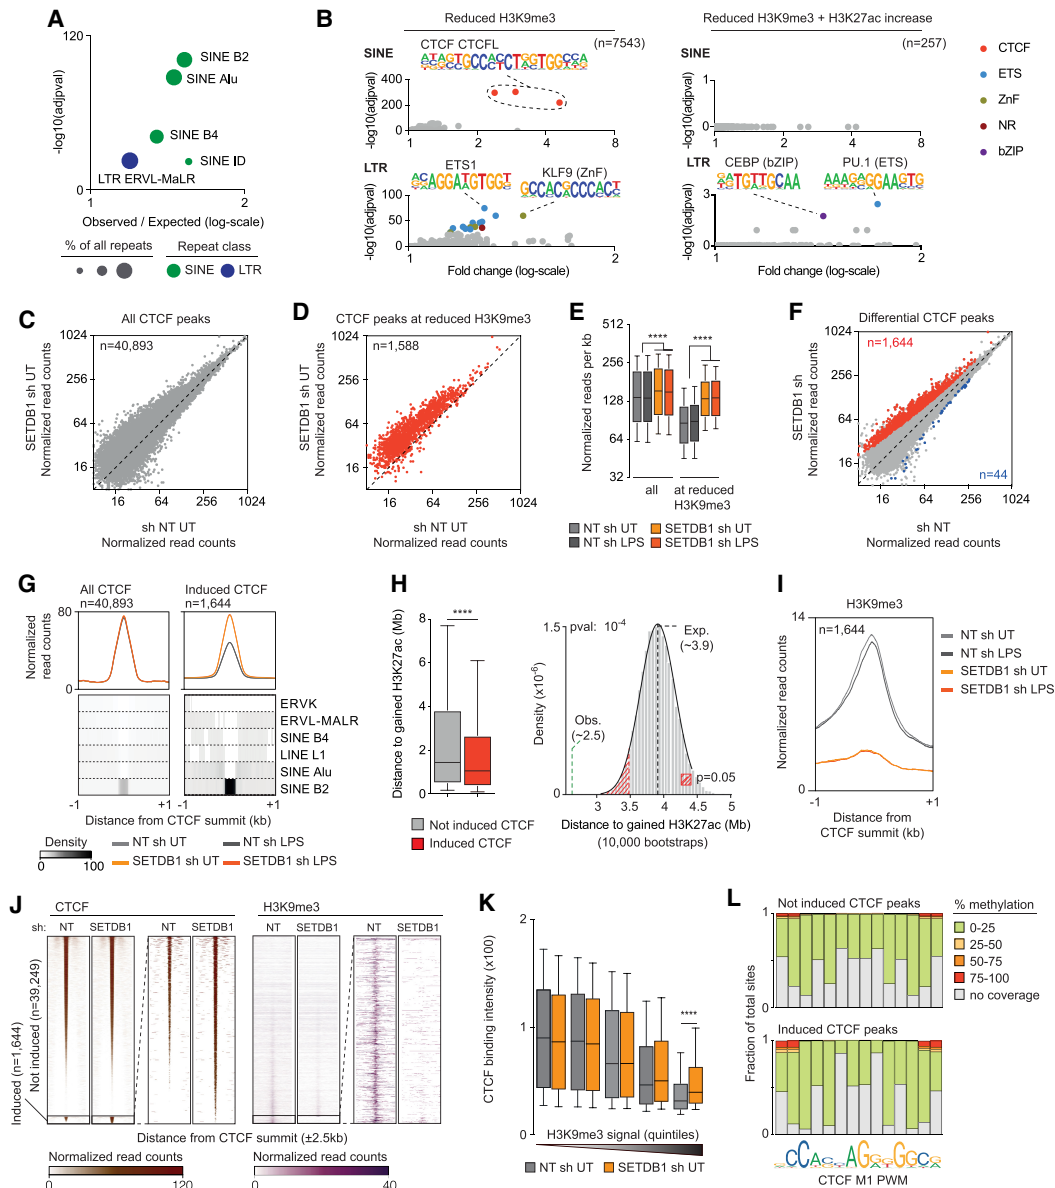 A
120
-log10(adjpval)
SINE B2
SINE Alu
SINE B4
SINE ID
LTR ERVL-MaLR
0
1
2
Observed / Expected (log-scale)
% of all repeats
Repeat class
SINE
LTR
B
Reduced H3K9me3
Reduced H3K9me3 + H3K27ac increase
SINE
CTCF CTCFL
(n=7543)
-log10(adjpval)
400
200
0
1
2
4
8
SINE
(n=257)
-log10(adjpval)
1
0
1
2
4
8
CTCF
ETS
ZnF
NR
bZIP
LTR
ETS1
KLF9 (ZnF)
-log10(adjpval)
100
50
0
1
2
Fold change (log-scale)
LTR
CEBP (bZIP)
PU.1 (ETS)
-log10(adjpval)
3
0
1
2
Fold change (log-scale)
C
All CTCF peaks
n=40,893
SETDB1 sh UT
Normalized read counts
1024
256
64
16
16
64
256
1024
sh NT UT
Normalized read counts
D
CTCF peaks at reduced H3K9me3
n=1,588
SETDB1 sh UT
Normalized read counts
1024
256
64
16
16
64
256
1024
sh NT UT
Normalized read counts
E
Normalized reads per kb
512
256
128
64
32
****
****
all
at reduced
H3K9me3
NT sh UT
SETDB1 sh UT
NT sh LPS
SETDB1 sh LPS
F
Differential CTCF peaks
n=1,644
n=44
SETDB1 sh
Normalized read counts
1024
256
64
16
16
64
256
1024
sh NT
Normalized read counts
G
All CTCF
n=40,893
Induced CTCF
n=1,644
80
0
Normalized
read counts
ERVK
ERVL-MALR
SINE B4
LINE L1
SINE Alu
SINE B2
-1
+1
-1
+1
Distance from CTCF summit (kb)
Density
0
100
NT sh UT
NT sh LPS
SETDB1 sh UT
SETDB1 sh LPS
H
Distance to gained H3K27ac (Mb)
8
6
4
2
0
****
Not induced CTCF
Induced CTCF
Density (x10-6)
1.5
0
pval: 10-4
Exp.
(~3.9)
Obs.
(~2.5)
p=0.05
3
3.5
4
4.5
5
Distance to gained H3K27ac (Mb)
(10,000 bootstraps)
I
H3K9me3
n=1,644
Normalized read counts
14
0
-1
+1
Distance from
CTCF summit (kb)
NT sh UT
NT sh LPS
SETDB1 sh UT
SETDB1 sh LPS
J
CTCF
H3K9me3
sh:
NT
SETDB1
NT
SETDB1
NT
SETDB1
NT
SETDB1
Induced (n=1,644)
Not induced (n=39,249)
Distance from CTCF summit (±2.5kb)
Normalized read counts
0
120
Normalized read counts
0
40
K
CTCF binding intensity (x100)
2
1
0
****
H3K9me3 signal (quintiles)
NT sh UT
SETDB1 sh UT
L
Not induced CTCF peaks
Induced CTCF peaks
Fraction of total sites
1
0
1
0
% methylation
0-25
25-50
50-75
75-100
no coverage
CTCF M1 PWM